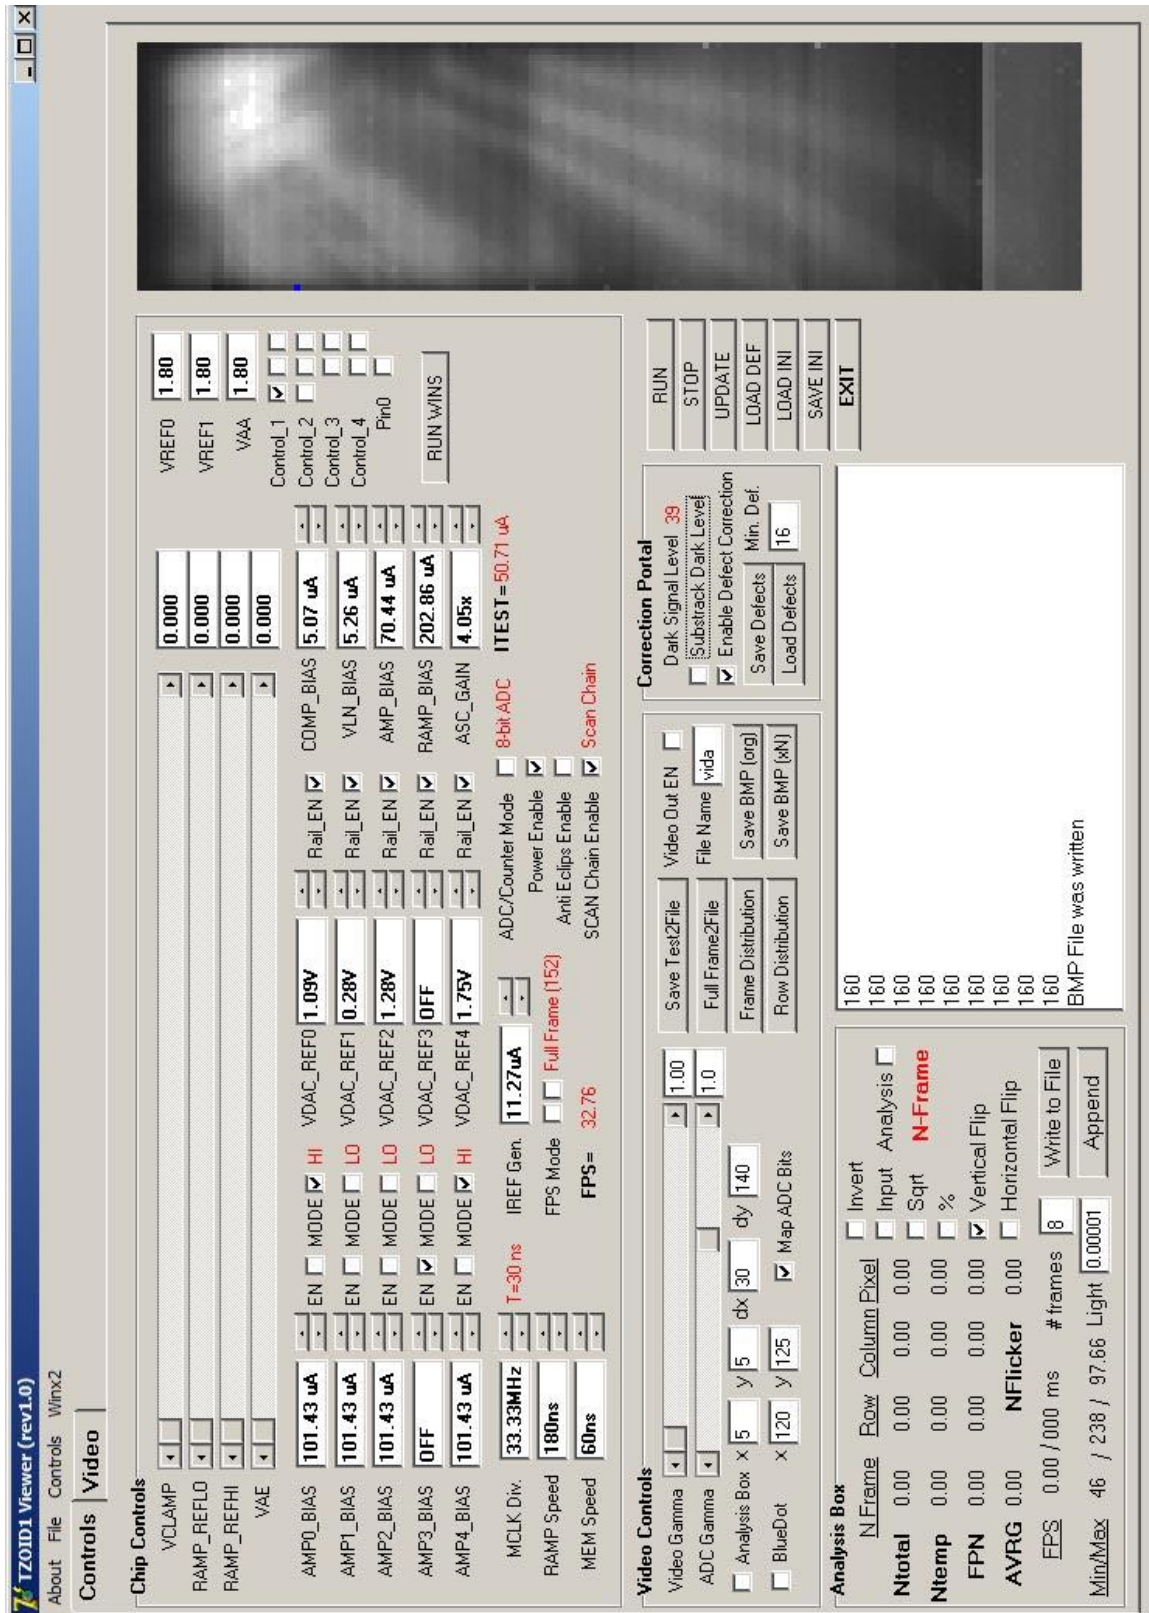 TZOID1 Viewer (rev1.0)
About File Controls Winx2
Controls Video
Chip Controls
VCLAMP 0.000 VREF0 1.80
RAMP_REFLO 0.000 VREF1 1.80
RAMP_REFHI 0.000 VAA 1.80
VAE 0.000 Control_1
Control_2
Control_3
Control_4
Pin0
AMP0_BIAS 101.43 uA EN MODE HI VDAC_REF0 1.09V Rail_EN COMP_BIAS 5.07 uA
AMP1_BIAS 101.43 uA EN MODE LO VDAC_REF1 0.28V Rail_EN VLN_BIAS 5.26 uA
AMP2_BIAS 101.43 uA EN MODE LO VDAC_REF2 1.28V Rail_EN AMP_BIAS 70.44 uA
AMP3_BIAS OFF EN MODE LO VDAC_REF3 OFF Rail_EN RAMP_BIAS 202.86 uA
AMP4_BIAS 101.43 uA EN MODE HI VDAC_REF4 1.75V Rail_EN ASC_GAIN 4.05x
RUN WINS
MCLK Div. 33.33MHz T=30 ns IREF Gen. 11.27uA ADC/Counter Mode 8-bit ADC ITEST= 50.71 uA
RAMP Speed 180ns FPS Mode Full Frame (152) Power Enable
Anti Eclips Enable
MEM Speed 60ns FPS= 32.76 SCAN Chain Enable Scan Chain
Video Controls
Video Gamma 1.00 Save Test2File Video Out EN
ADC Gamma 1.0 Full Frame2File File Name vida
Analysis Box x 5 y 5 dx 30 dy 140 Frame Distribution Save BMP (org)
BlueDot x 120 y 125 Map ADC Bits Row Distribution Save BMP (xN)
Correction Portal
Dark Signal Level 39
Substrack Dark Level
Enable Defect Correction
Save Defects Min. Def.
Load Defects 16
RUN
STOP
UPDATE
LOAD DEF
LOAD INI
SAVE INI
EXIT
Analysis Box
N Frame Row Column Pixel Invert
Ntotal 0.00 0.00 0.00 0.00 Input Analysis
Sqrt N-Frame
Ntemp 0.00 0.00 0.00 0.00 %
FPN 0.00 0.00 0.00 Vertical Flip
AVRG 0.00 NFlicker 0.00 Horizontal Flip
FPS 0.00 / 000 ms # frames 8 Write to File
Min/Max 46 / 238 / 97.66 Light 0.00001 Append
160
160
160
160
160
160
160
160
160
BMP File was written